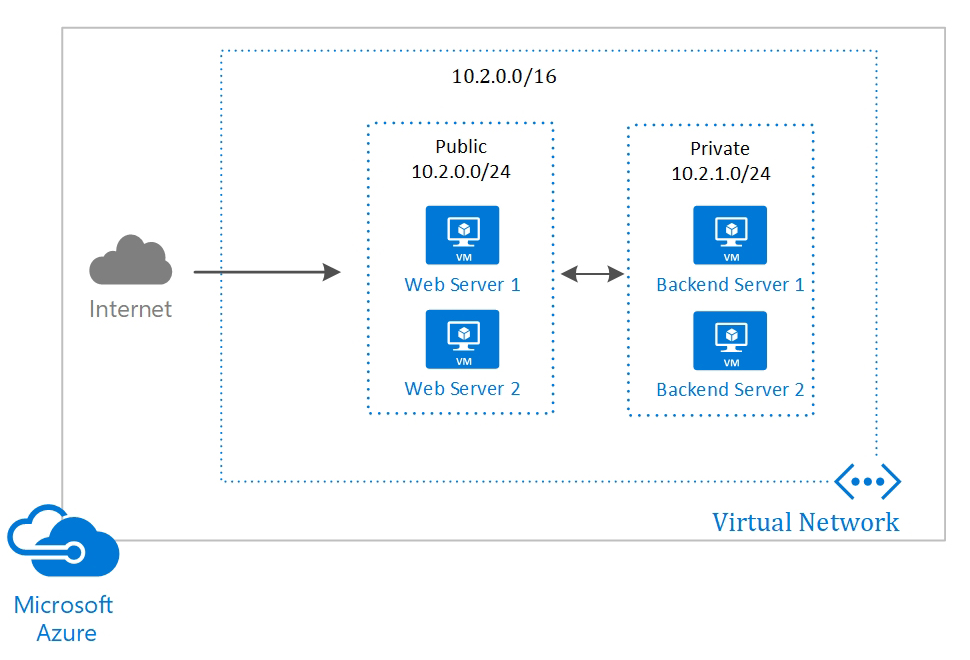 10.2.0.0/16
Public
10.2.0.0/24
VM
Web Server 1
VM
Web Server 2
Private
10.2.1.0/24
VM
Backend Server 1
VM
Backend Server 2
Internet
Virtual Network
Microsoft
Azure